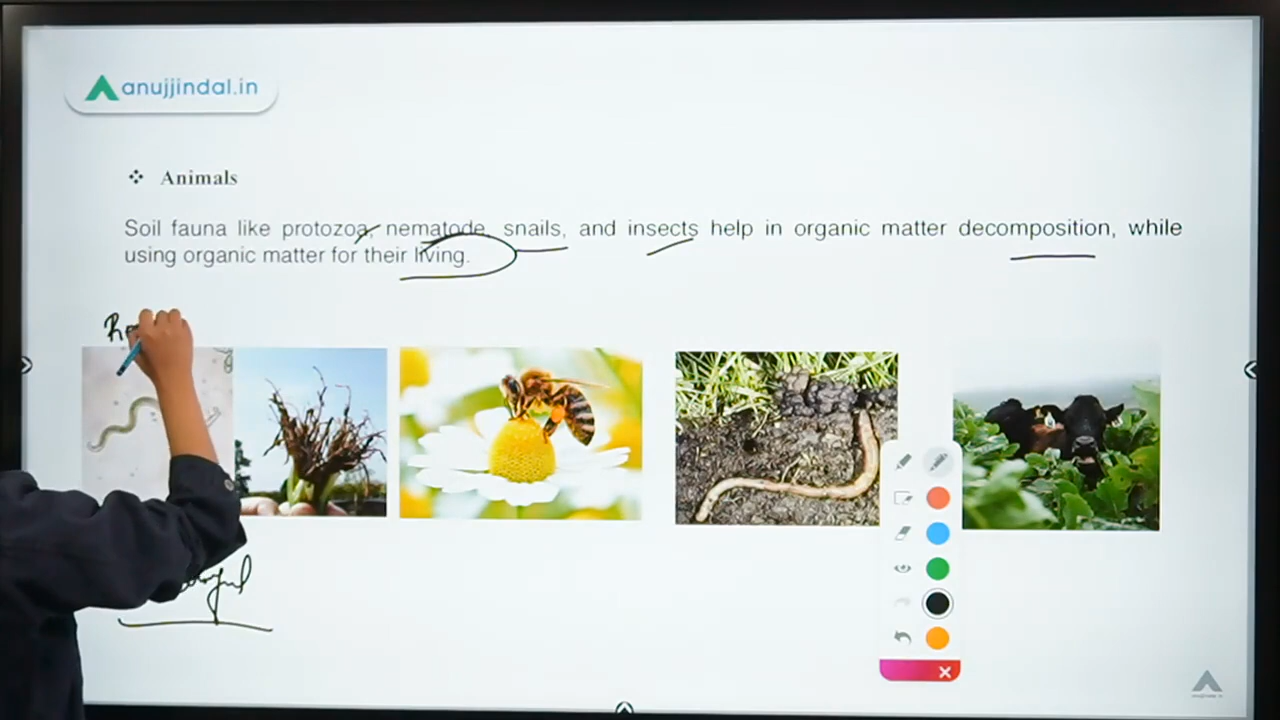 anujjindal.in
❖ Animals
Soil fauna like protozoa, nematode, snails, and insects help in organic matter decomposition, while
using organic matter for their living.